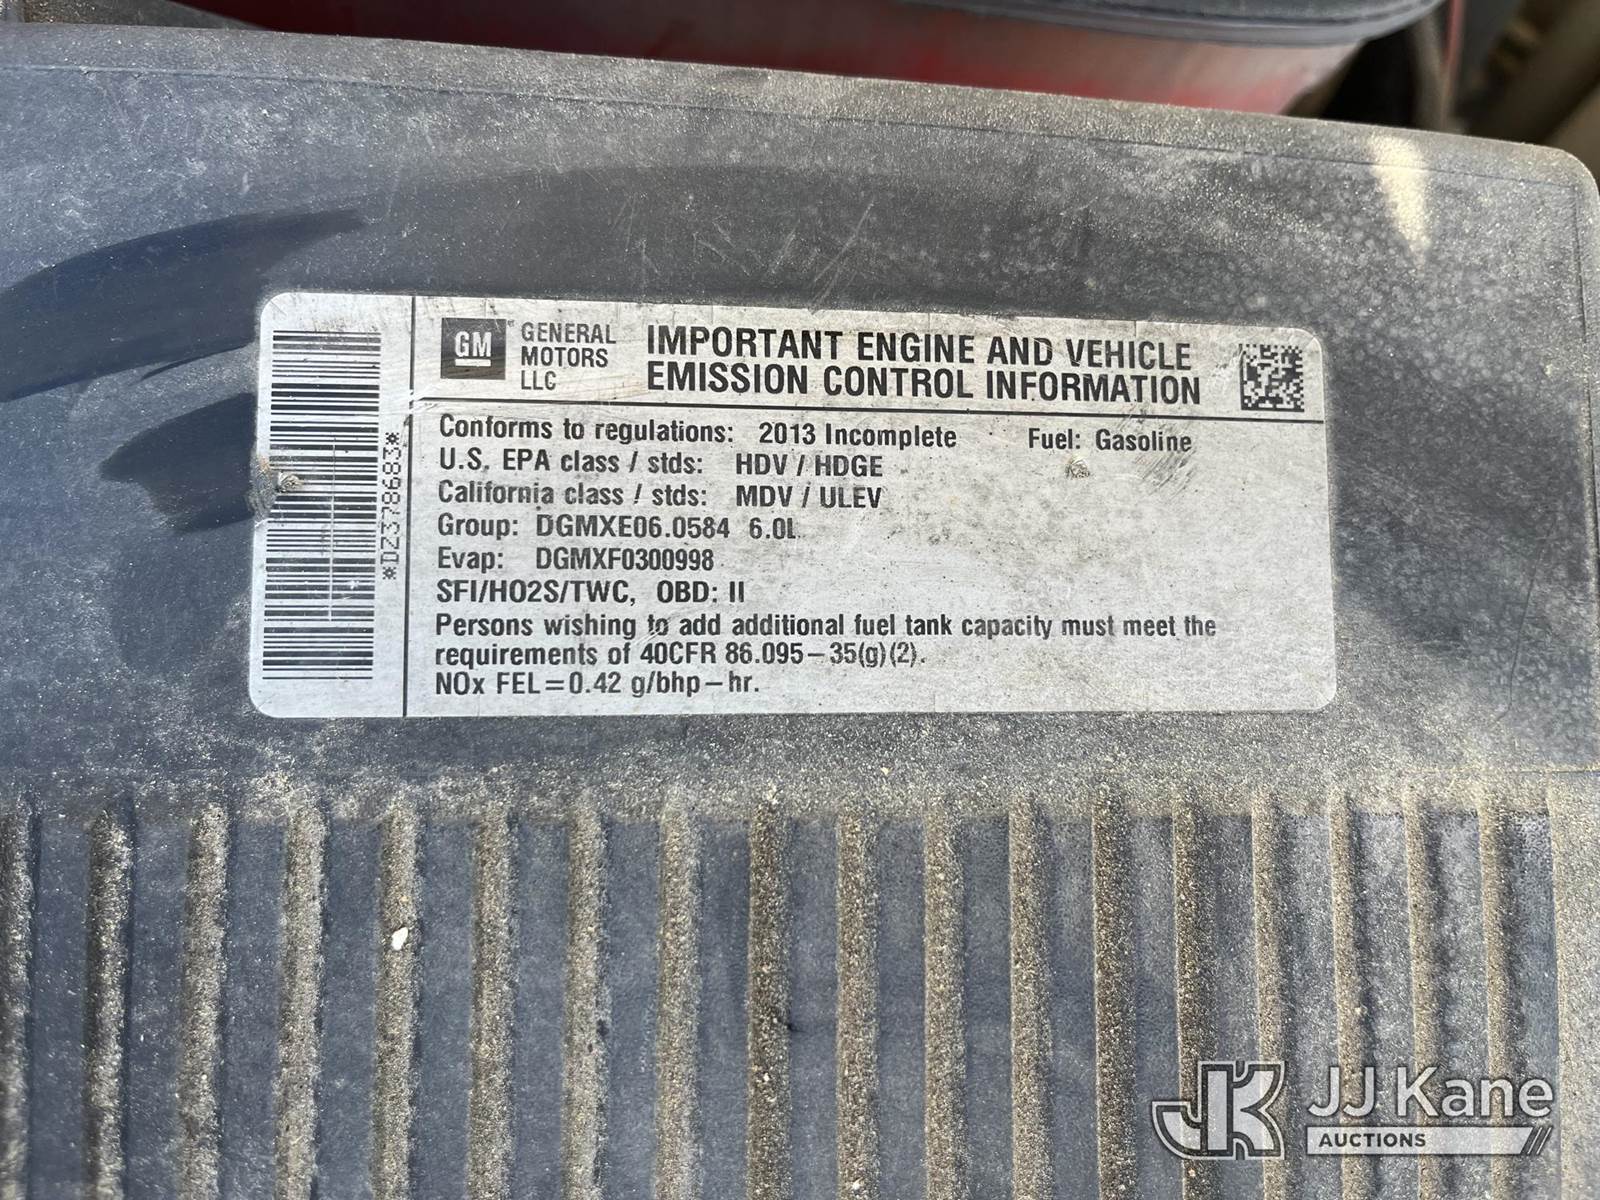 GM
GENERAL
MOTORS
LLC
IMPORTANT ENGINE AND VEHICLE
EMISSION CONTROL INFORMATION
*DZ3786683*
Conforms to regulations: 2013 Incomplete Fuel: Gasoline
U.S. EPA class / stds: HDV / HDGE
California class / stds: MDV / ULEV
Group: DGMXE06.0584 6.0L
Evap: DGMXF0300998
SFI/HO2S/TWC, OBD: II
Persons wishing to add additional fuel tank capacity must meet the
requirements of 40CFR 86.095–35(g)(2).
NOx FEL=0.42 g/bhp–hr.
JK JJ Kane
AUCTIONS